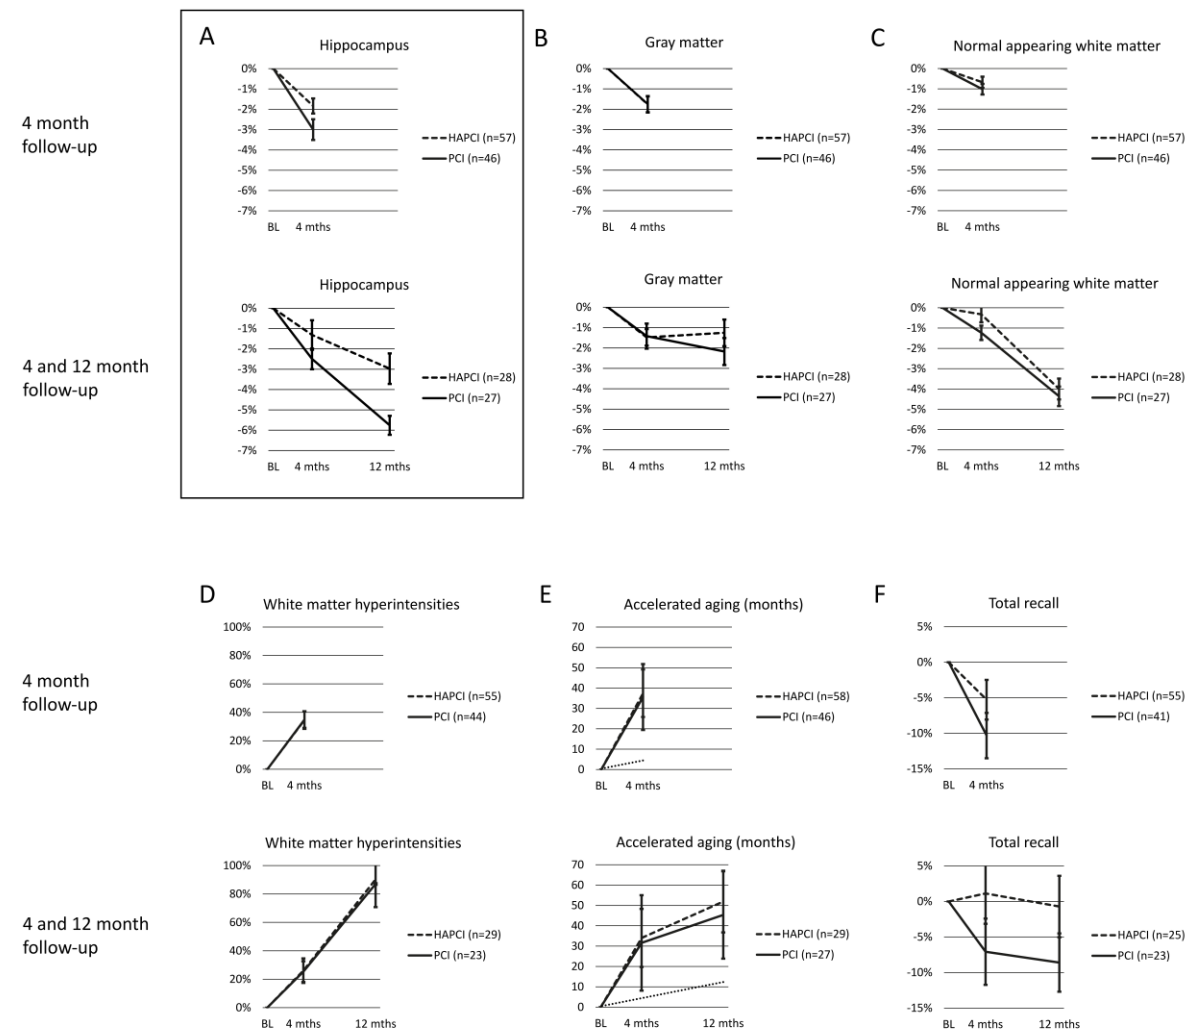 A
Hippocampus
0%
-1%
-2%
-3%
-4%
-5%
-6%
-7%
BL 4 mths
HAPCI (n=57)
PCI (n=46)
B
Gray matter
0%
-1%
-2%
-3%
-4%
-5%
-6%
-7%
BL 4 mths
HAPCI (n=57)
PCI (n=46)
C
Normal appearing white matter
0%
-1%
-2%
-3%
-4%
-5%
-6%
-7%
BL 4 mths
HAPCI (n=57)
PCI (n=46)
4 month
follow-up
Hippocampus
0%
-1%
-2%
-3%
-4%
-5%
-6%
-7%
BL 4 mths 12 mths
HAPCI (n=28)
PCI (n=27)
Gray matter
0%
-1%
-2%
-3%
-4%
-5%
-6%
-7%
BL 4 mths 12 mths
HAPCI (n=28)
PCI (n=27)
Normal appearing white matter
0%
-1%
-2%
-3%
-4%
-5%
-6%
-7%
BL 4 mths 12 mths
HAPCI (n=28)
PCI (n=27)
4 and 12 month
follow-up
D
White matter hyperintensities
100%
80%
60%
40%
20%
0%
BL 4 mths
HAPCI (n=55)
PCI (n=44)
E
Accelerated aging (months)
70
60
50
40
30
20
10
0
BL 4 mths
HAPCI (n=58)
PCI (n=46)
F
Total recall
5%
0%
-5%
-10%
-15%
BL 4 mths
HAPCI (n=55)
PCI (n=41)
4 month
follow-up
White matter hyperintensities
100%
80%
60%
40%
20%
0%
BL 4 mths 12 mths
HAPCI (n=29)
PCI (n=23)
Accelerated aging (months)
70
60
50
40
30
20
10
0
BL 4 mths 12 mths
HAPCI (n=29)
PCI (n=27)
Total recall
5%
0%
-5%
-10%
-15%
BL 4 mths 12 mths
HAPCI (n=25)
PCI (n=23)
4 and 12 month
follow-up